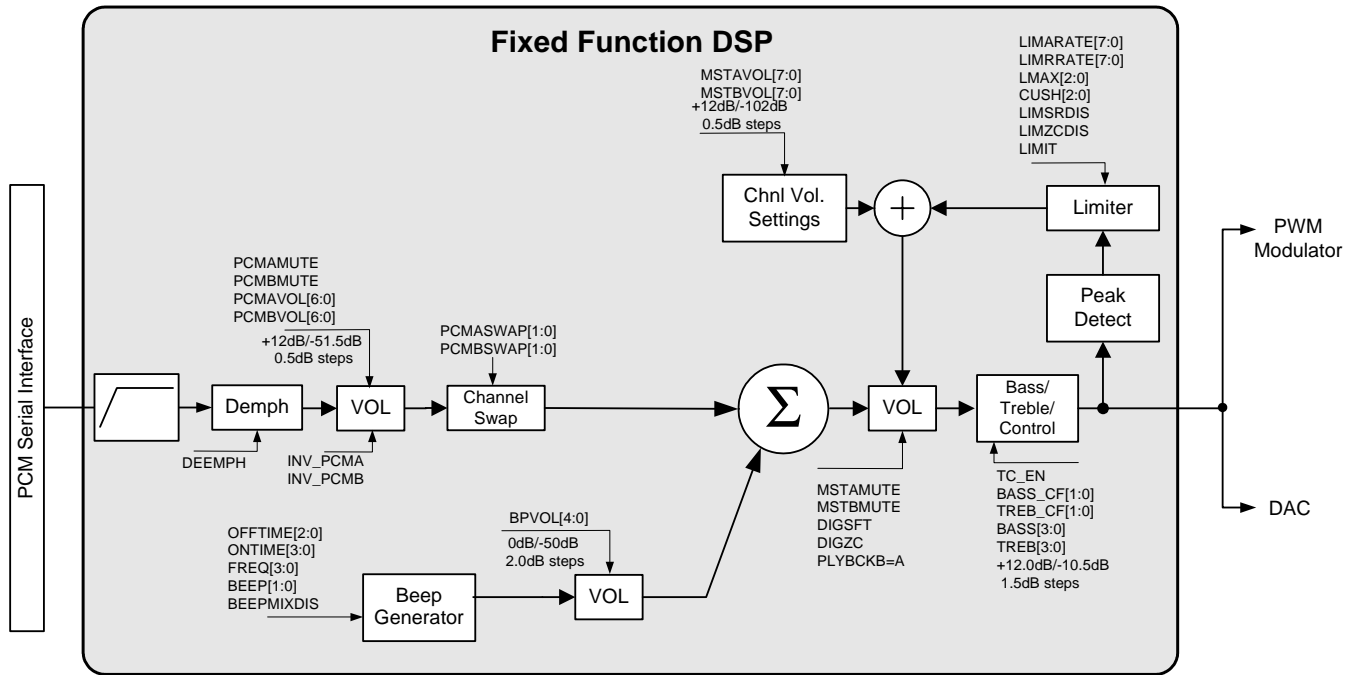 Fixed Function DSP
LIMARATE[7:0]
LIMRRATE[7:0]
LMAX[2:0]
CUSH[2:0]
LIMSRDIS
LIMZCDIS
LIMIT
MSTAVOL[7:0]
MSTBVOL[7:0]
+12dB/-102dB
0.5dB steps
Chnl Vol.
Settings
+
Limiter
PWM
Modulator
Peak
Detect
PCM Serial Interface
PCMAMUTE
PCMBMUTE
PCMAVOL[6:0]
PCMBVOL[6:0]
+12dB/-51.5dB
0.5dB steps
PCMASWAP[1:0]
PCMBSWAP[1:0]
Demph
VOL
Channel
Swap
Σ
VOL
Bass/
Treble/
Control
DEEMPH
INV_PCMA
INV_PCMB
MSTAMUTE
MSTBMUTE
DIGSFT
DIGZC
PLYBCKB=A
TC_EN
BASS_CF[1:0]
TREB_CF[1:0]
BASS[3:0]
TREB[3:0]
+12.0dB/-10.5dB
1.5dB steps
DAC
OFFTIME[2:0]
ONTIME[3:0]
FREQ[3:0]
BEEP[1:0]
BEEPMIXDIS
BPVOL[4:0]
0dB/-50dB
2.0dB steps
Beep
Generator
VOL